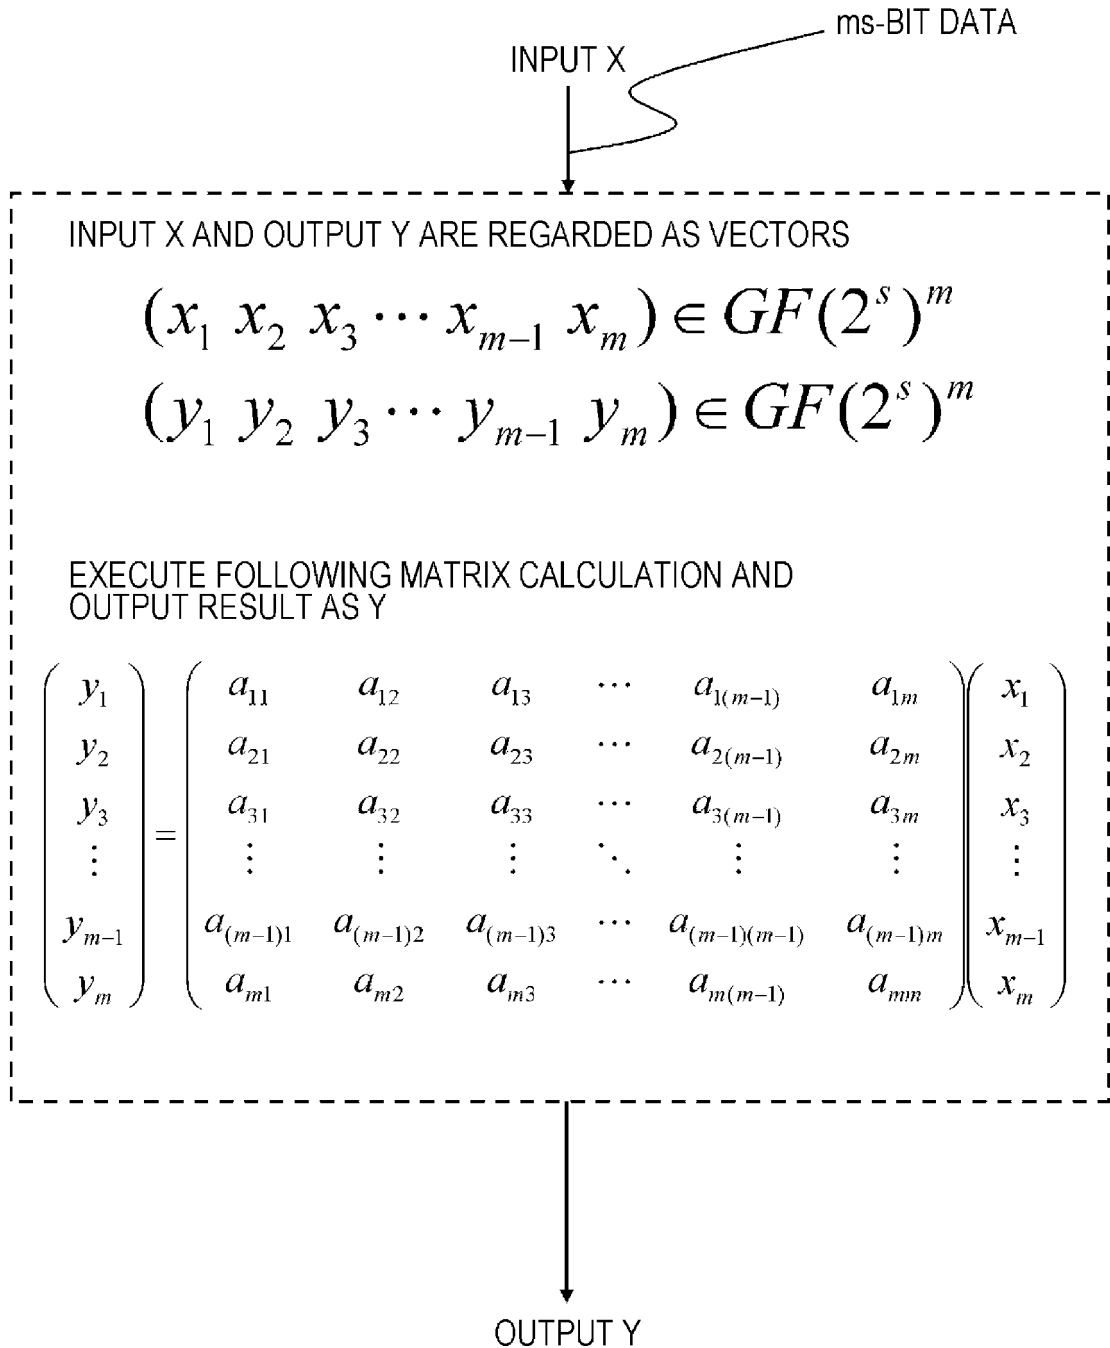 ms-BIT DATA
INPUT X
INPUT X AND OUTPUT Y ARE REGARDED AS VECTORS
(x₁ x₂ x₃ ⋯ xₘ₋₁ xₘ) ∈ GF(2ˢ)ᵐ
(y₁ y₂ y₃ ⋯ yₘ₋₁ yₘ) ∈ GF(2ˢ)ᵐ
EXECUTE FOLLOWING MATRIX CALCULATION AND
OUTPUT RESULT AS Y
y₁ a₁₁ a₁₂ a₁₃ ⋯ a₁₍ₘ₋₁₎ a₁ₘ x₁
y₂ a₂₁ a₂₂ a₂₃ ⋯ a₂₍ₘ₋₁₎ a₂ₘ x₂
y₃ = a₃₁ a₃₂ a₃₃ ⋯ a₃₍ₘ₋₁₎ a₃ₘ x₃
⋮ ⋮ ⋮ ⋮ ⋱ ⋮ ⋮ ⋮
yₘ₋₁ a₍ₘ₋₁₎₁ a₍ₘ₋₁₎₂ a₍ₘ₋₁₎₃ ⋯ a₍ₘ₋₁₎₍ₘ₋₁₎ a₍ₘ₋₁₎ₘ xₘ₋₁
yₘ aₘ₁ aₘ₂ aₘ₃ ⋯ aₘ₍ₘ₋₁₎ aₘₘ xₘ
OUTPUT Y